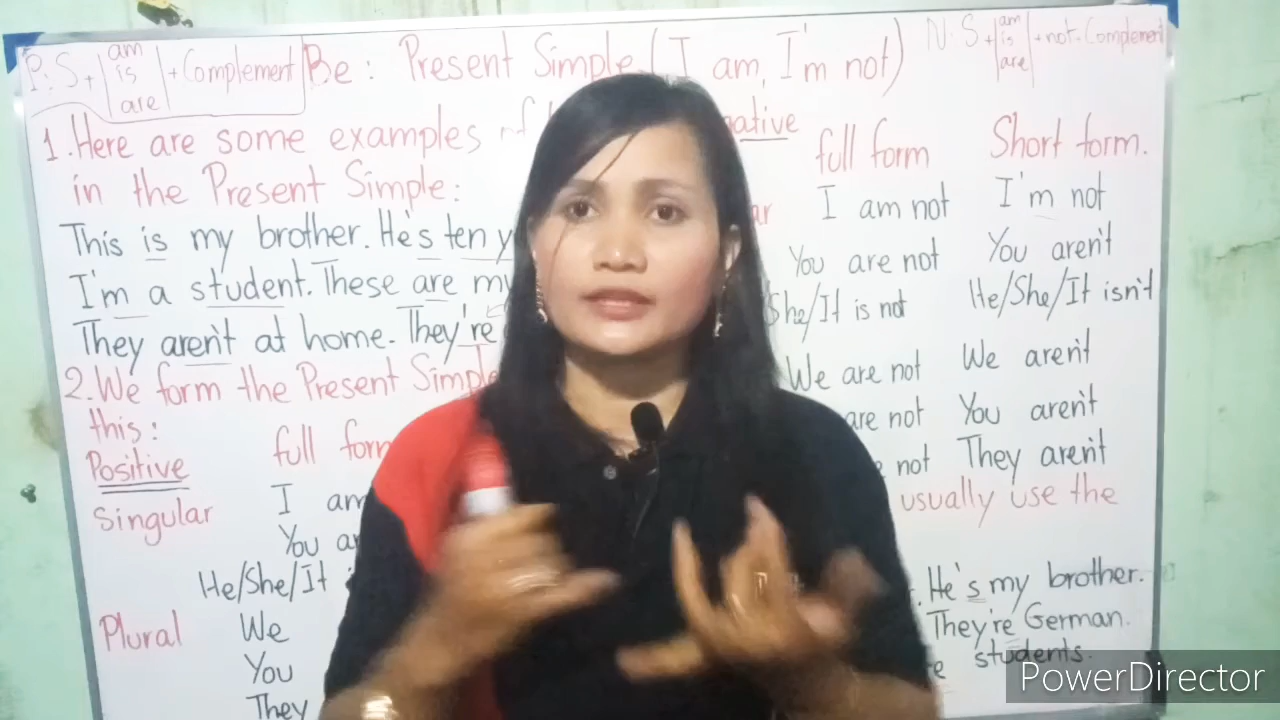 P: S + am is are + Complement
Be : Present Simple (I am, I'm not)
N: S + am is are + not + Complement
1. Here are some examples
in the Present Simple :
This is my brother. He's ten
I'm a student. These are my
They aren't at home. They're
2. We form the Present Simple
this :
Positive
full form
Singular I am
You
He/She/It
Plural We
You
They
full form Short form.
I am not I'm not
You are not You aren't
She/It is not He/She/It isn't
We are not We aren't
are not You aren't
not They aren't
usually use the
He's my brother.
They're German.
students.
PowerDirector